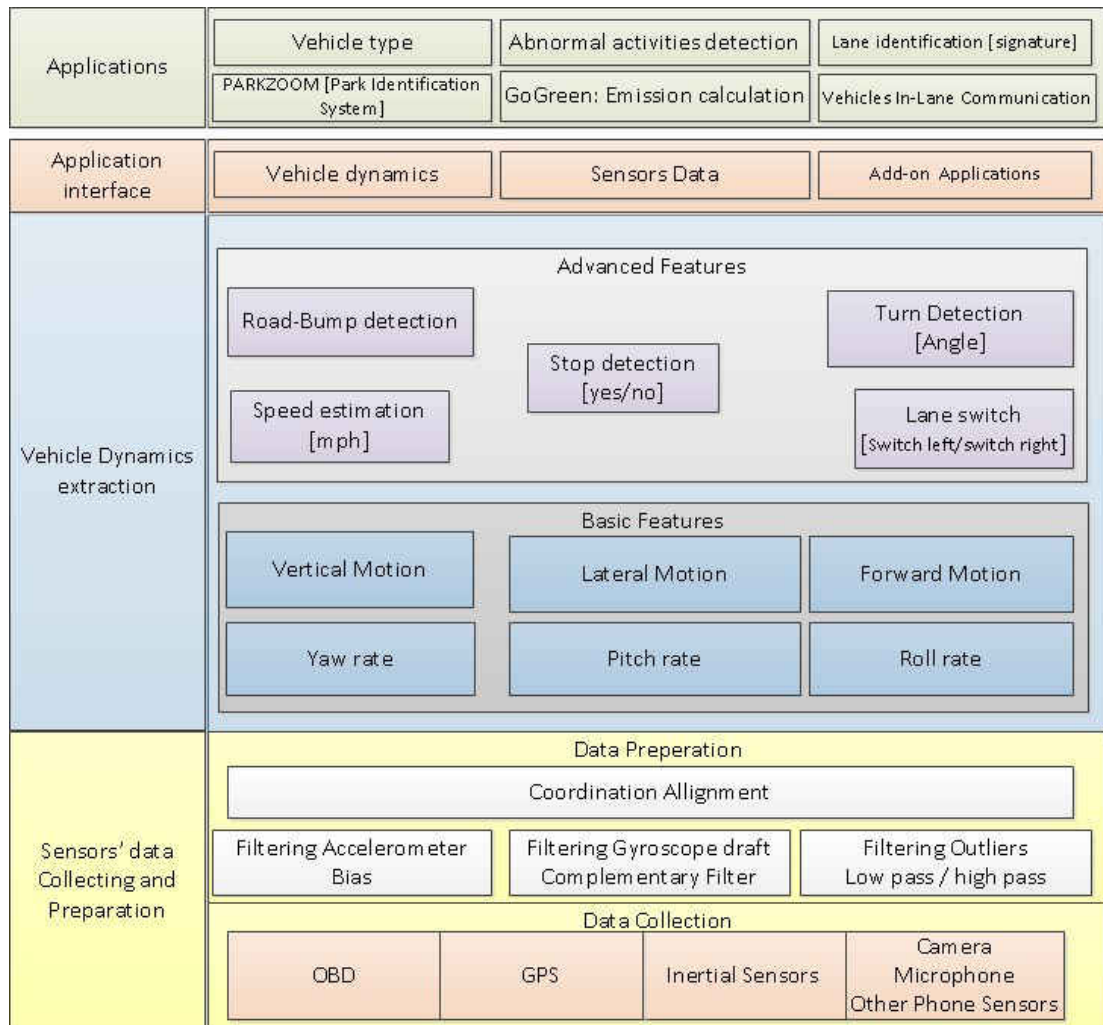 Applications
Vehicle type
Abnormal activities detection
Lane identification [signature]
PARKZOOM [Park Identification
System]
GoGreen: Emission calculation
Vehicles In-Lane Communication
Application
interface
Vehicle dynamics
Sensors Data
Add-on Applications
Vehicle Dynamics
extraction
Advanced Features
Road-Bump detection
Stop detection
[yes/no]
Turn Detection
[Angle]
Speed estimation
[mph]
Lane switch
[Switch left/switch right]
Basic Features
Vertical Motion
Lateral Motion
Forward Motion
Yaw rate
Pitch rate
Roll rate
Sensors' data
Collecting and
Preparation
Data Preperation
Coordination Allignment
Filtering Accelerometer
Bias
Filtering Gyroscope draft
Complementary Filter
Filtering Outliers
Low pass / high pass
Data Collection
OBD
GPS
Inertial Sensors
Camera
Microphone
Other Phone Sensors